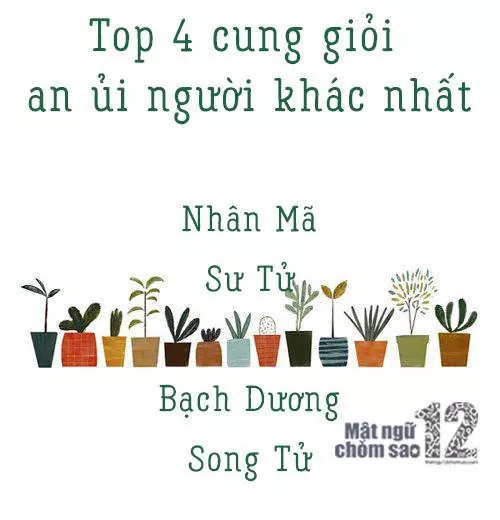 Top 4 cung giỏi
an ủi người khác nhất
Nhân Mã
Sư Tử
Bạch Dương
Song Tử
Mật ngữ 12
chòm sao